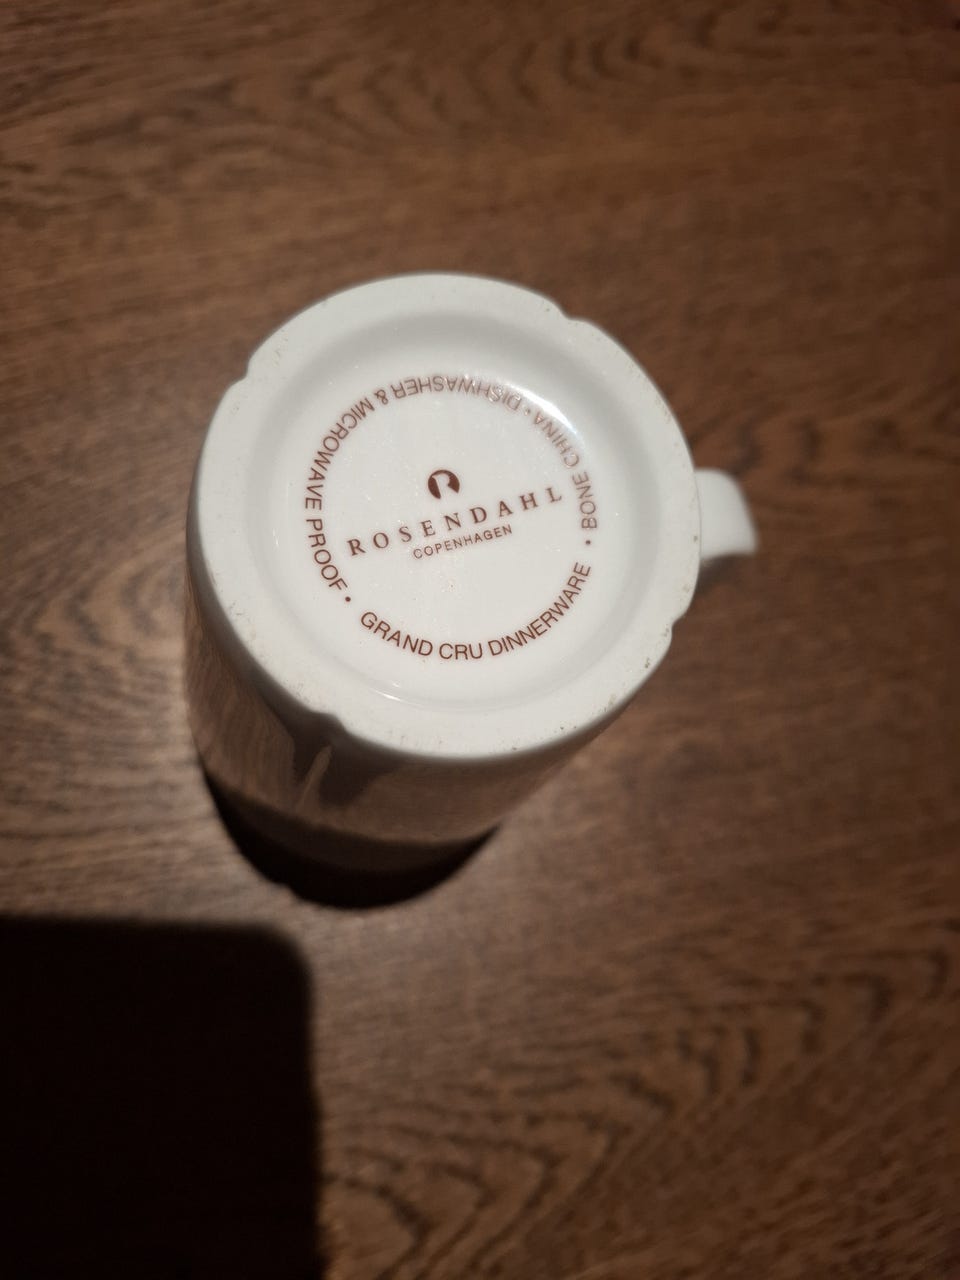 ROSENDAHL
COPENHAGEN
GRAND CRU DINNERWARE • BONE CHINA • DISHWASHER & MICROWAVE PROOF •